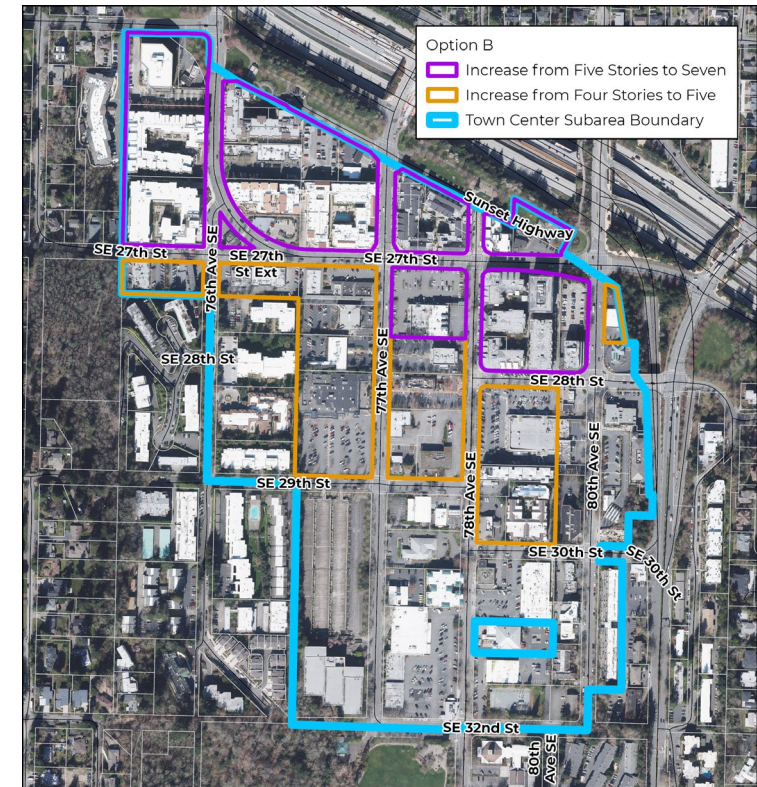 Option B
Increase from Five Stories to Seven
Increase from Four Stories to Five
Town Center Subarea Boundary
Sunset Highway
SE 27th St
76th Ave SE
SE 27th
St Ext
SE 27th St
SE 28th St
77th Ave SE
SE 28th St
78th Ave SE
80th Ave SE
SE 29th St
SE 30th St
SE 30th St
SE 32nd St
80th
Ave SE